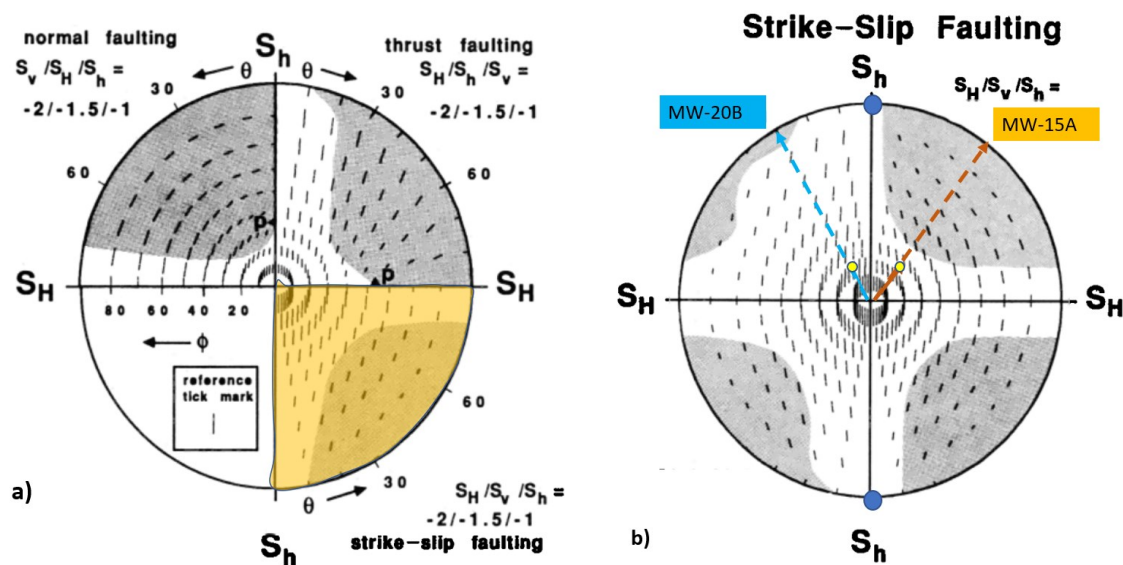 normal faulting
Sv /SH /Sh =
-2/-1.5/-1
Sh
θ θ
thrust faulting
SH/Sh/Sv =
-2/-1.5/-1
30
30
60
60
p
p
SH
SH
80 60 40 20
Φ
reference
tick mark
60
30
θ
a)
Sh
SH /Sv /Sh =
-2/-1.5/-1
strike-slip faulting
Strike-Slip Faulting
Sh
SH/Sv/Sh =
MW-20B
MW-15A
SH
SH
b)
Sh